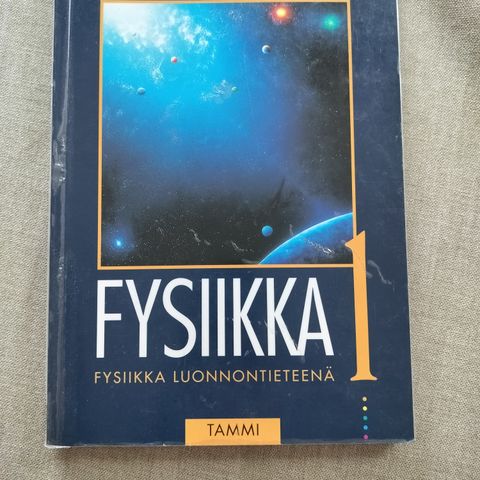 FYSIIKKA 1
FYSIIKKA LUONNONTIETEENÄ
TAMMI